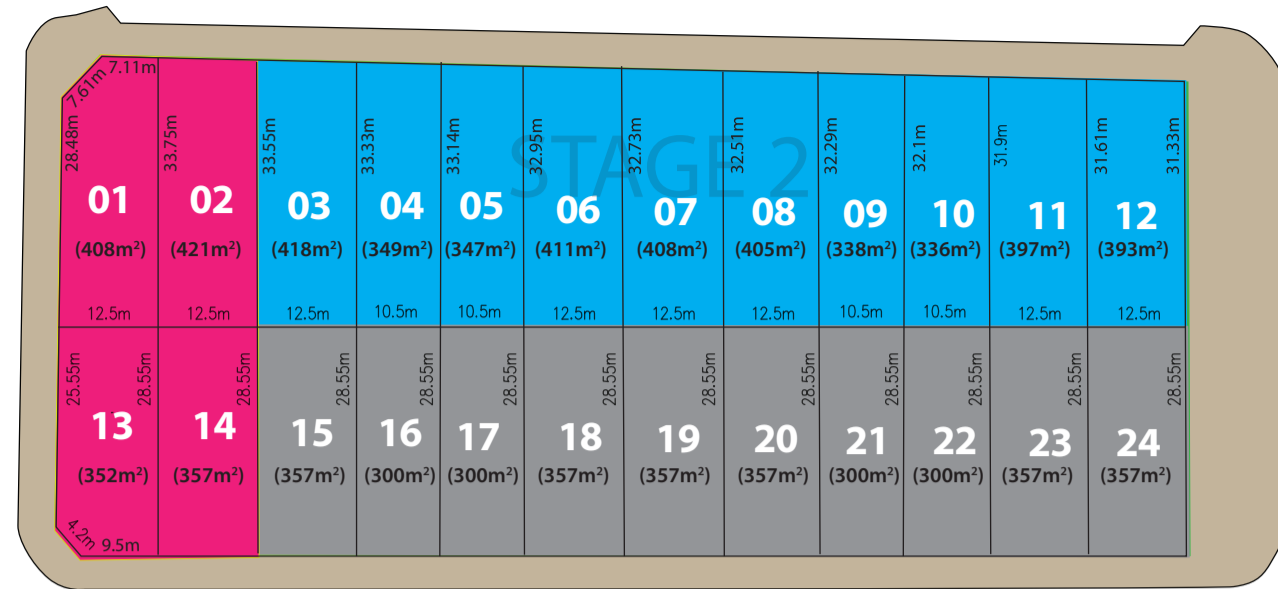 7.11m
7.61m
28.48m
33.75m
33.55m
33.33m
33.14m
32.95m
32.73m
32.51m
32.29m
32.1m
31.9m
31.61m
31.33m
STAGE 2
01
02
03
04
05
06
07
08
09
10
11
12
(408m²)
(421m²)
(418m²)
(349m²)
(347m²)
(411m²)
(408m²)
(405m²)
(338m²)
(336m²)
(397m²)
(393m²)
12.5m
12.5m
12.5m
10.5m
10.5m
12.5m
12.5m
12.5m
10.5m
10.5m
12.5m
12.5m
25.55m
28.55m
28.55m
28.55m
28.55m
28.55m
28.55m
28.55m
28.55m
28.55m
13
14
15
16
17
18
19
20
21
22
23
24
(352m²)
(357m²)
(357m²)
(300m²)
(300m²)
(357m²)
(357m²)
(357m²)
(300m²)
(300m²)
(357m²)
(357m²)
4.2m
9.5m